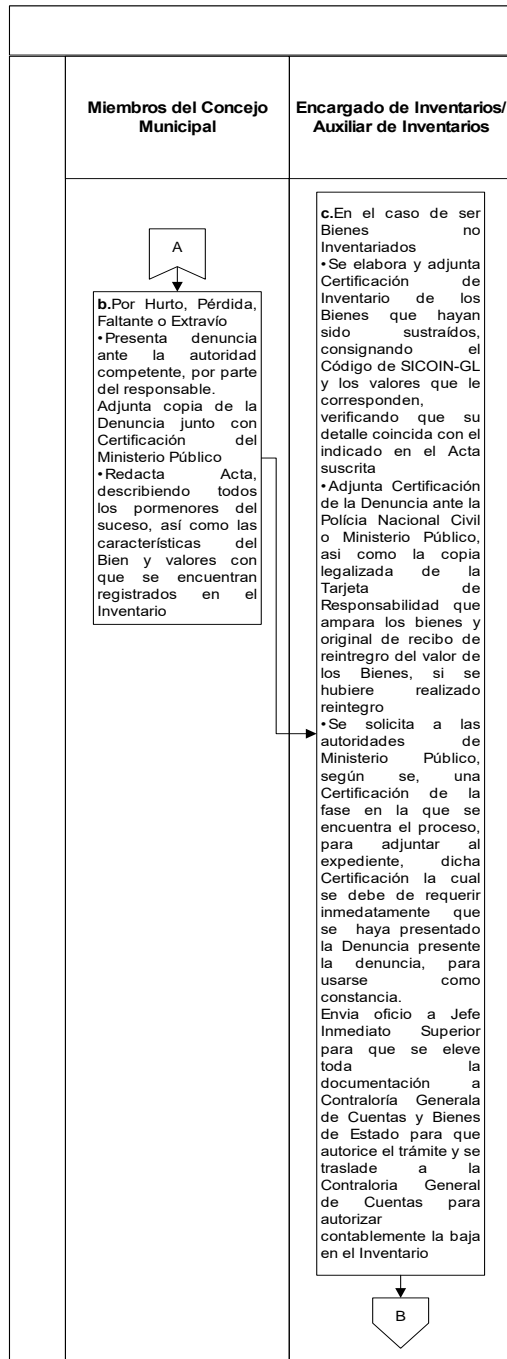 Miembros del Concejo
Municipal
Encargado de Inventarios/
Auxiliar de Inventarios
A
b.Por Hurto, Pérdida,
Faltante o Extravío
•Presenta denuncia
ante la autoridad
competente, por parte
del responsable.
Adjunta copia de la
Denuncia junto con
Certificación del
Ministerio Público
•Redacta Acta,
describiendo todos
los pormenores del
suceso, así como las
características del
Bien y valores con
que se encuentran
registrados en el
Inventario
c.En el caso de ser
Bienes no
Inventariados
•Se elabora y adjunta
Certificación de
Inventario de los
Bienes que hayan
sido sustraídos,
consignando el
Código de SICOIN-GL
y los valores que le
corresponden,
verificando que su
detalle coincida con el
indicado en el Acta
suscrita
•Adjunta Certificación
de la Denuncia ante la
Polícia Nacional Civil
o Ministerio Público,
asi como la copia
legalizada de la
Tarjeta de
Responsabilidad que
ampara los bienes y
original de recibo de
reintregro del valor de
los Bienes, si se
hubiere realizado
reintegro
•Se solicita a las
autoridades de
Ministerio Público,
según se, una
Certificación de la
fase en la que se
encuentra el proceso,
para adjuntar al
expediente, dicha
Certificación la cual
se debe de requerir
inmedatamente que
se haya presentado
la Denuncia presente
la denuncia, para
usarse como
constancia.
Envia oficio a Jefe
Inmediato Superior
para que se eleve
toda la
documentación a
Contraloría Generala
de Cuentas y Bienes
de Estado para que
autorice el trámite y se
traslade a la
Contraloria General
de Cuentas para
autorizar
contablemente la baja
en el Inventario
B